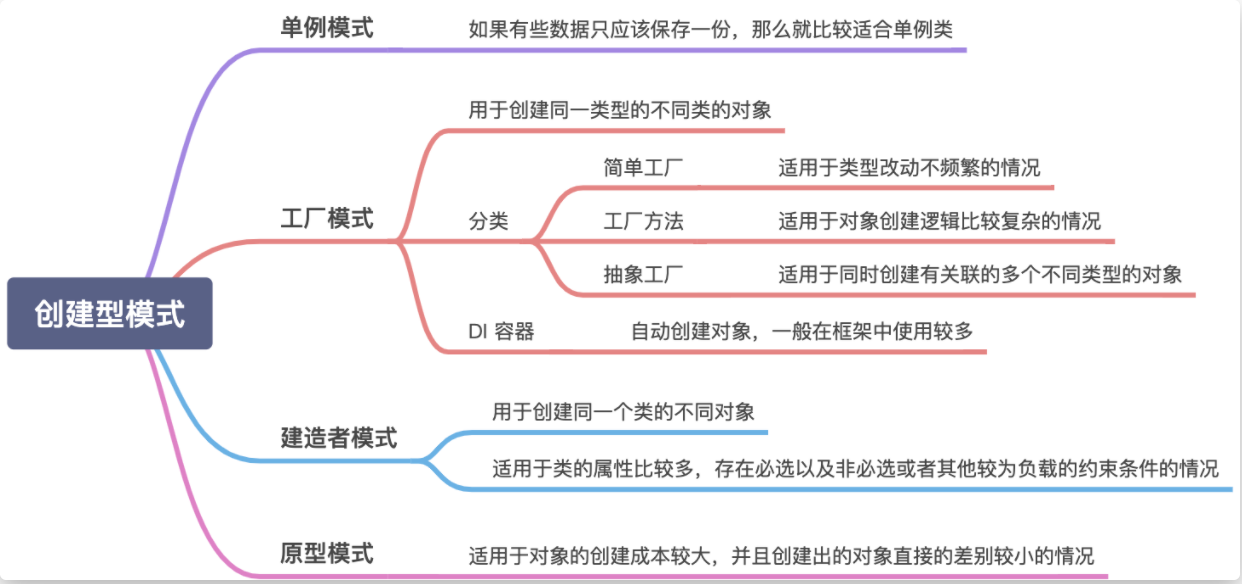 单例模式
如果有些数据只应该保存一份，那么就比较适合单例类
用于创建同一类型的不同类的对象
简单工厂
适用于类型改动不频繁的情况
工厂模式
分类
工厂方法
适用于对象创建逻辑比较复杂的情况
抽象工厂
适用于同时创建有关联的多个不同类型的对象
创建型模式
DI 容器
自动创建对象，一般在框架中使用较多
用于创建同一个类的不同对象
建造者模式
适用于类的属性比较多，存在必选以及非必选或者其他较为负载的约束条件的情况
原型模式
适用于对象的创建成本较大，并且创建出的对象直接的差别较小的情况